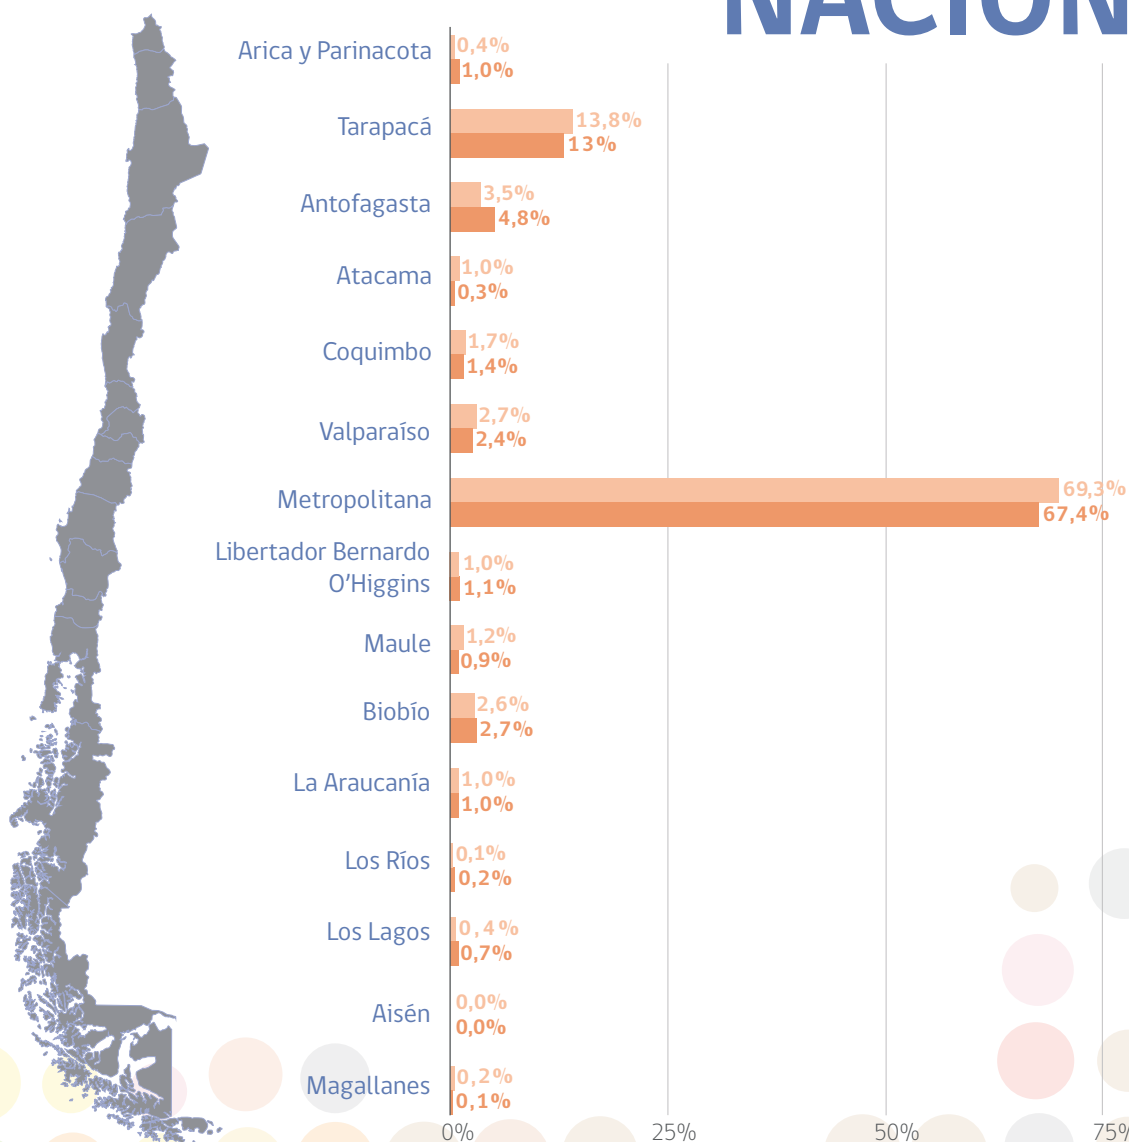 NACION
Arica y Parinacota
0,4%
1,0%
Tarapacá
13,8%
13%
Antofagasta
3,5%
4,8%
Atacama
1,0%
0,3%
Coquimbo
1,7%
1,4%
Valparaíso
2,7%
2,4%
Metropolitana
69,3%
67,4%
Libertador Bernardo
O'Higgins
1,0%
1,1%
Maule
1,2%
0,9%
Biobío
2,6%
2,7%
La Araucanía
1,0%
1,0%
Los Ríos
0,1%
0,2%
Los Lagos
0,4%
0,7%
Aisén
0,0%
0,0%
Magallanes
0,2%
0,1%
0% 25% 50% 75%